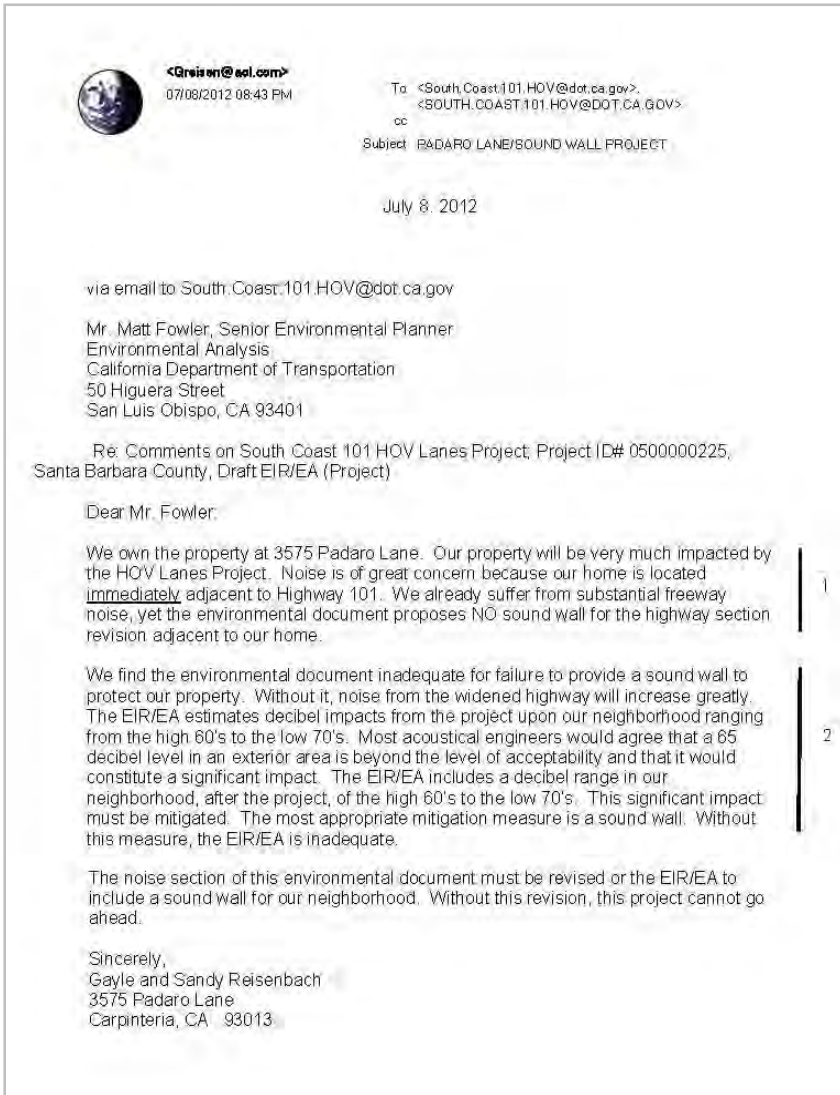 <Greisen@aol.com>
07/08/2012 08:43 PM
To <South.Coast.101.HOV@dot.ca.gov>,
<SOUTH.COAST.101.HOV@DOT.CA.GOV>
cc
Subject PADARO LANE/SOUND WALL PROJECT
July 8, 2012
via email to South.Coast.101.HOV@dot.ca.gov
Mr. Matt Fowler, Senior Environmental Planner
Environmental Analysis
California Department of Transportation
50 Higuera Street
San Luis Obispo, CA 93401
Re: Comments on South Coast 101 HOV Lanes Project; Project ID# 0500000225,
Santa Barbara County, Draft EIR/EA (Project)
Dear Mr. Fowler:
We own the property at 3575 Padaro Lane. Our property will be very much impacted by
the HOV Lanes Project. Noise is of great concern because our home is located
immediately adjacent to Highway 101. We already suffer from substantial freeway
noise, yet the environmental document proposes NO sound wall for the highway section
revision adjacent to our home.
1
We find the environmental document inadequate for failure to provide a sound wall to
protect our property. Without it, noise from the widened highway will increase greatly.
The EIR/EA estimates decibel impacts from the project upon our neighborhood ranging
from the high 60's to the low 70's. Most acoustical engineers would agree that a 65
decibel level in an exterior area is beyond the level of acceptability and that it would
constitute a significant impact. The EIR/EA includes a decibel range in our
neighborhood, after the project, of the high 60's to the low 70's. This significant impact
must be mitigated. The most appropriate mitigation measure is a sound wall. Without
this measure, the EIR/EA is inadequate.
2
The noise section of this environmental document must be revised or the EIR/EA to
include a sound wall for our neighborhood. Without this revision, this project cannot go
ahead.
Sincerely,
Gayle and Sandy Reisenbach
3575 Padaro Lane
Carpinteria, CA 93013